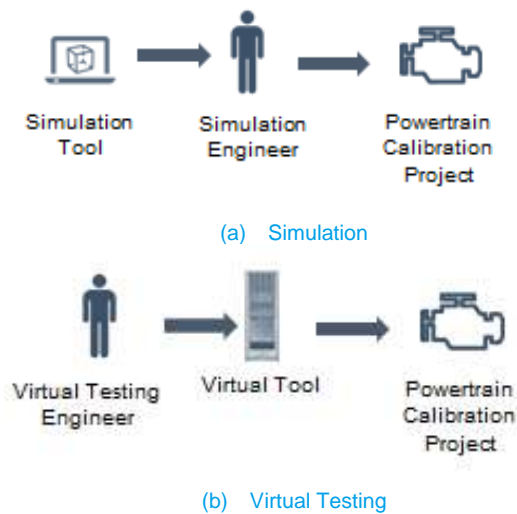 Simulation
Tool
Simulation
Engineer
Powertrain
Calibration
Project
(a) Simulation
Virtual Testing
Engineer
Virtual Tool
Powertrain
Calibration
Project
(b) Virtual Testing